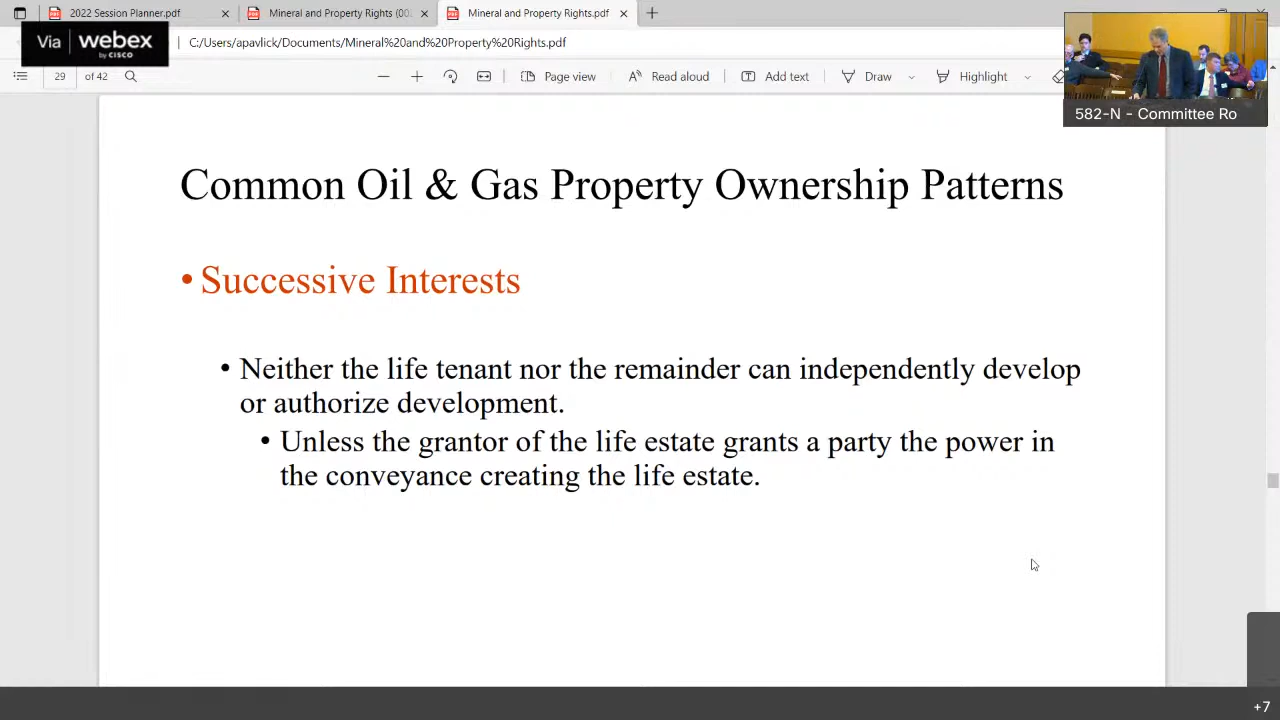 2022 Session Planner.pdf
Mineral and Property Rights (00.
Mineral and Property Rights.pdf
Via webex
by CISCO
C:/Users/apavlick/Documents/Mineral%20and%20Property%20Rights.pdf
29 of 42
Page view
Read aloud
Add text
Draw
Highlight
582-N - Committee Ro
Common Oil & Gas Property Ownership Patterns
• Successive Interests
• Neither the life tenant nor the remainder can independently develop
or authorize development.
• Unless the grantor of the life estate grants a party the power in
the conveyance creating the life estate.
+7